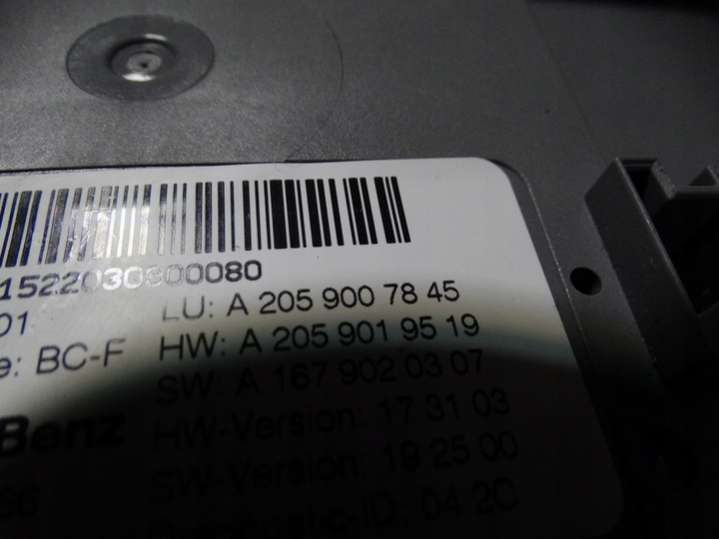 1522030300080
01 LU: A 205 900 78 45
e: BC-F HW: A 205 901 95 19
SW: A 167 902 03 07
Benz HW-Version: 17 31 03
SW-Version: 19 25 00
-ID: 04 2C